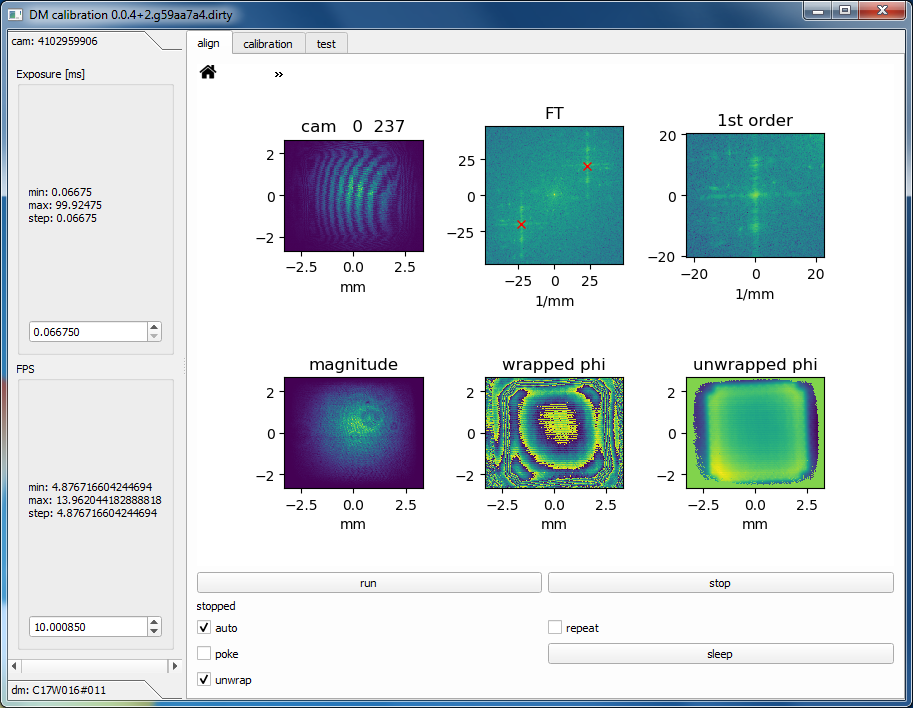 DM calibration 0.0.4+2.g59aa7a4.dirty
cam: 4102959906
Exposure [ms]
min: 0.06675
max: 99.92475
step: 0.06675
0.066750
FPS
min: 4.876716604244694
max: 13.962044182888818
step: 4.876716604244694
10.000850
dm: C17W016#011
align calibration test
»
cam 0 237
2
0
−2
−2.5 0.0 2.5
mm
FT
25
0
−25
−25 0 25
1/mm
1st order
20
0
−20
−20 0 20
1/mm
magnitude
2
0
−2
−2.5 0.0 2.5
mm
wrapped phi
2
0
−2
−2.5 0.0 2.5
mm
unwrapped phi
2
0
−2
−2.5 0.0 2.5
mm
run stop
stopped
auto repeat
poke sleep
unwrap